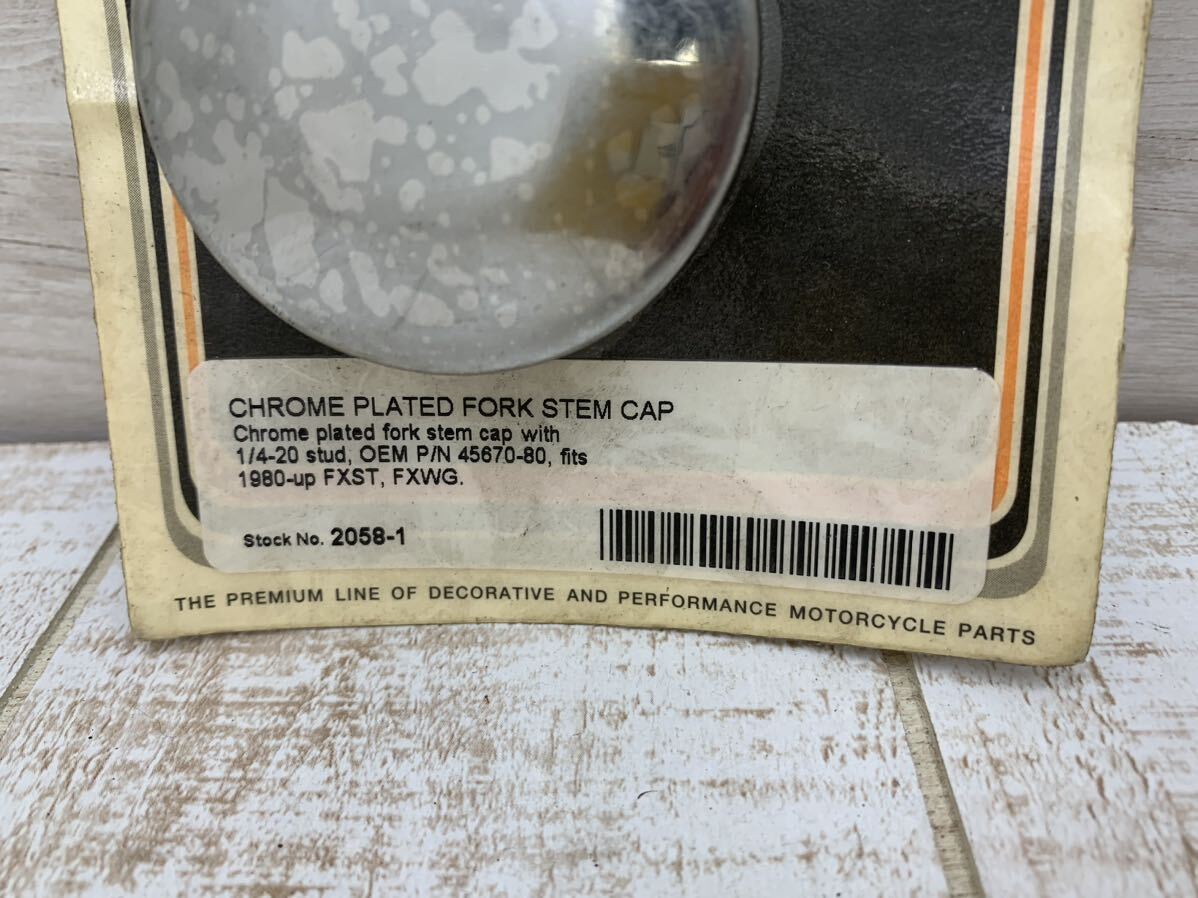 CHROME PLATED FORK STEM CAP
Chrome plated fork stem cap with
1/4-20 stud, OEM P/N 45670-80, fits
1980-up FXST, FXWG.
Stock No. 2058-1
THE PREMIUM LINE OF DECORATIVE AND PERFORMANCE MOTORCYCLE PARTS